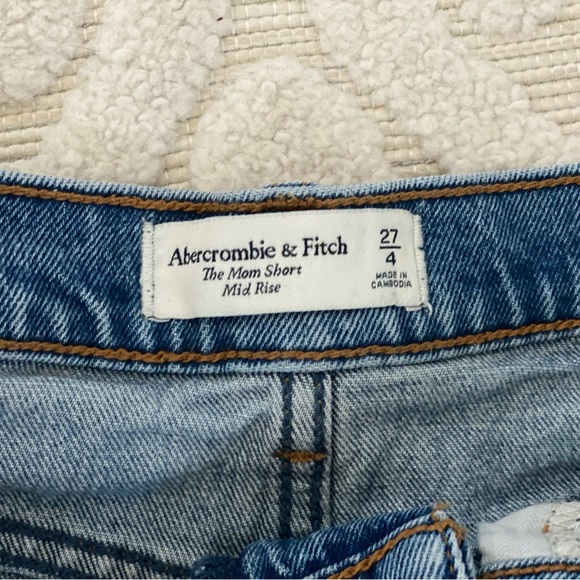 Abercrombie & Fitch
The Mom Short
Mid Rise
27
4
MADE IN
CAMBODIA